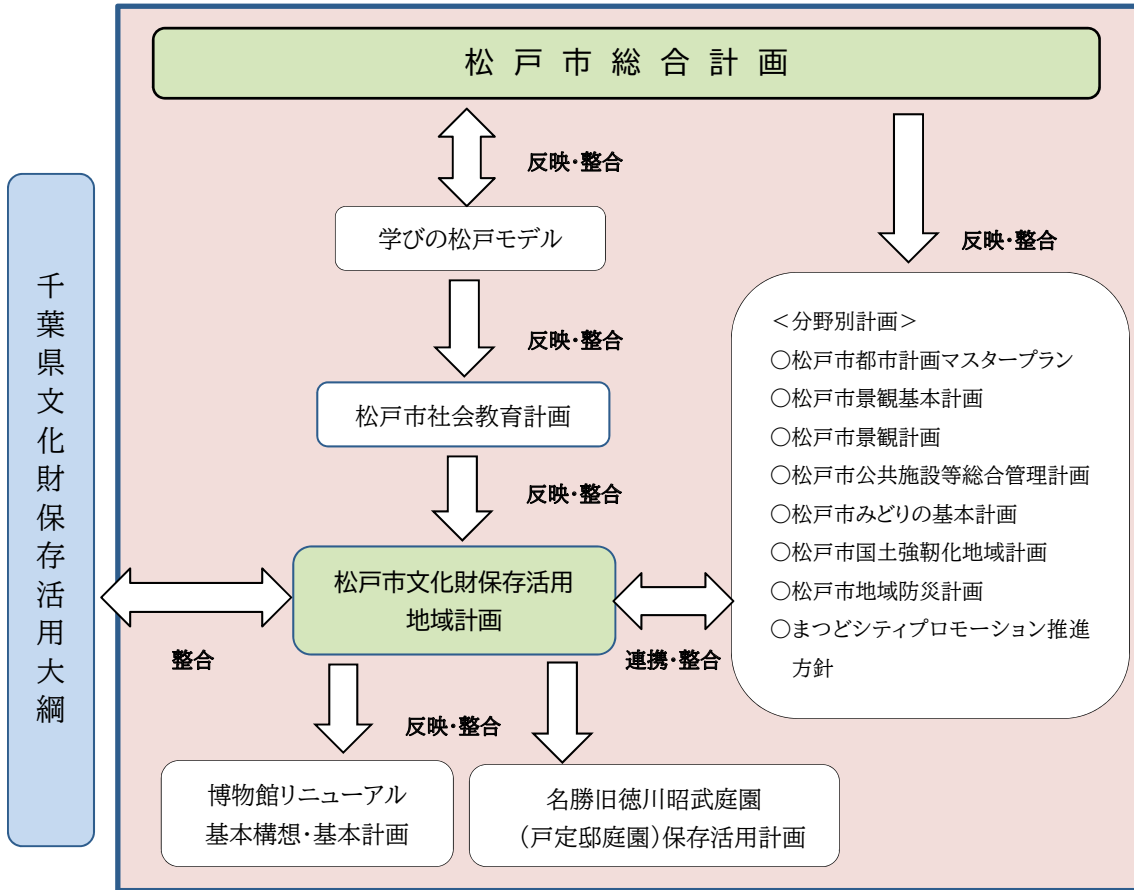 松戸市総合計画
反映・整合
学びの松戸モデル
反映・整合
反映・整合
松戸市社会教育計画
反映・整合
松戸市文化財保存活用
地域計画
千葉県文化財保存活用大綱
整合
連携・整合
＜分野別計画＞
○松戸市都市計画マスタープラン
○松戸市景観基本計画
○松戸市景観計画
○松戸市公共施設等総合管理計画
○松戸市みどりの基本計画
○松戸市国土強靭化地域計画
○松戸市地域防災計画
○まつどシティプロモーション推進
方針
反映・整合
博物館リニューアル
基本構想・基本計画
名勝旧徳川昭武庭園
（戸定邸庭園）保存活用計画